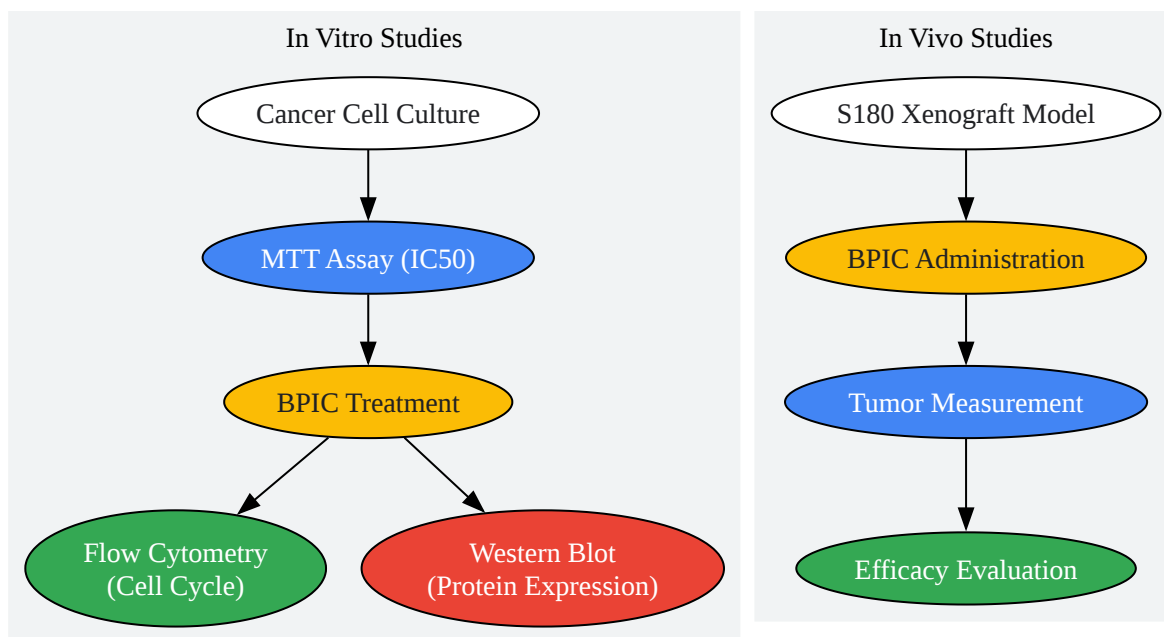 In Vitro Studies
Cancer Cell Culture
MTT Assay (IC50)
BPIC Treatment
Flow Cytometry
(Cell Cycle)
Western Blot
(Protein Expression)
In Vivo Studies
S180 Xenograft Model
BPIC Administration
Tumor Measurement
Efficacy Evaluation